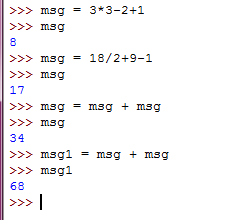 >>> msg = 3*3-2+1
>>> msg
8
>>> msg = 18/2+9-1
>>> msg
17
>>> msg = msg + msg
>>> msg
34
>>> msg1 = msg + msg
>>> msg1
68
>>>